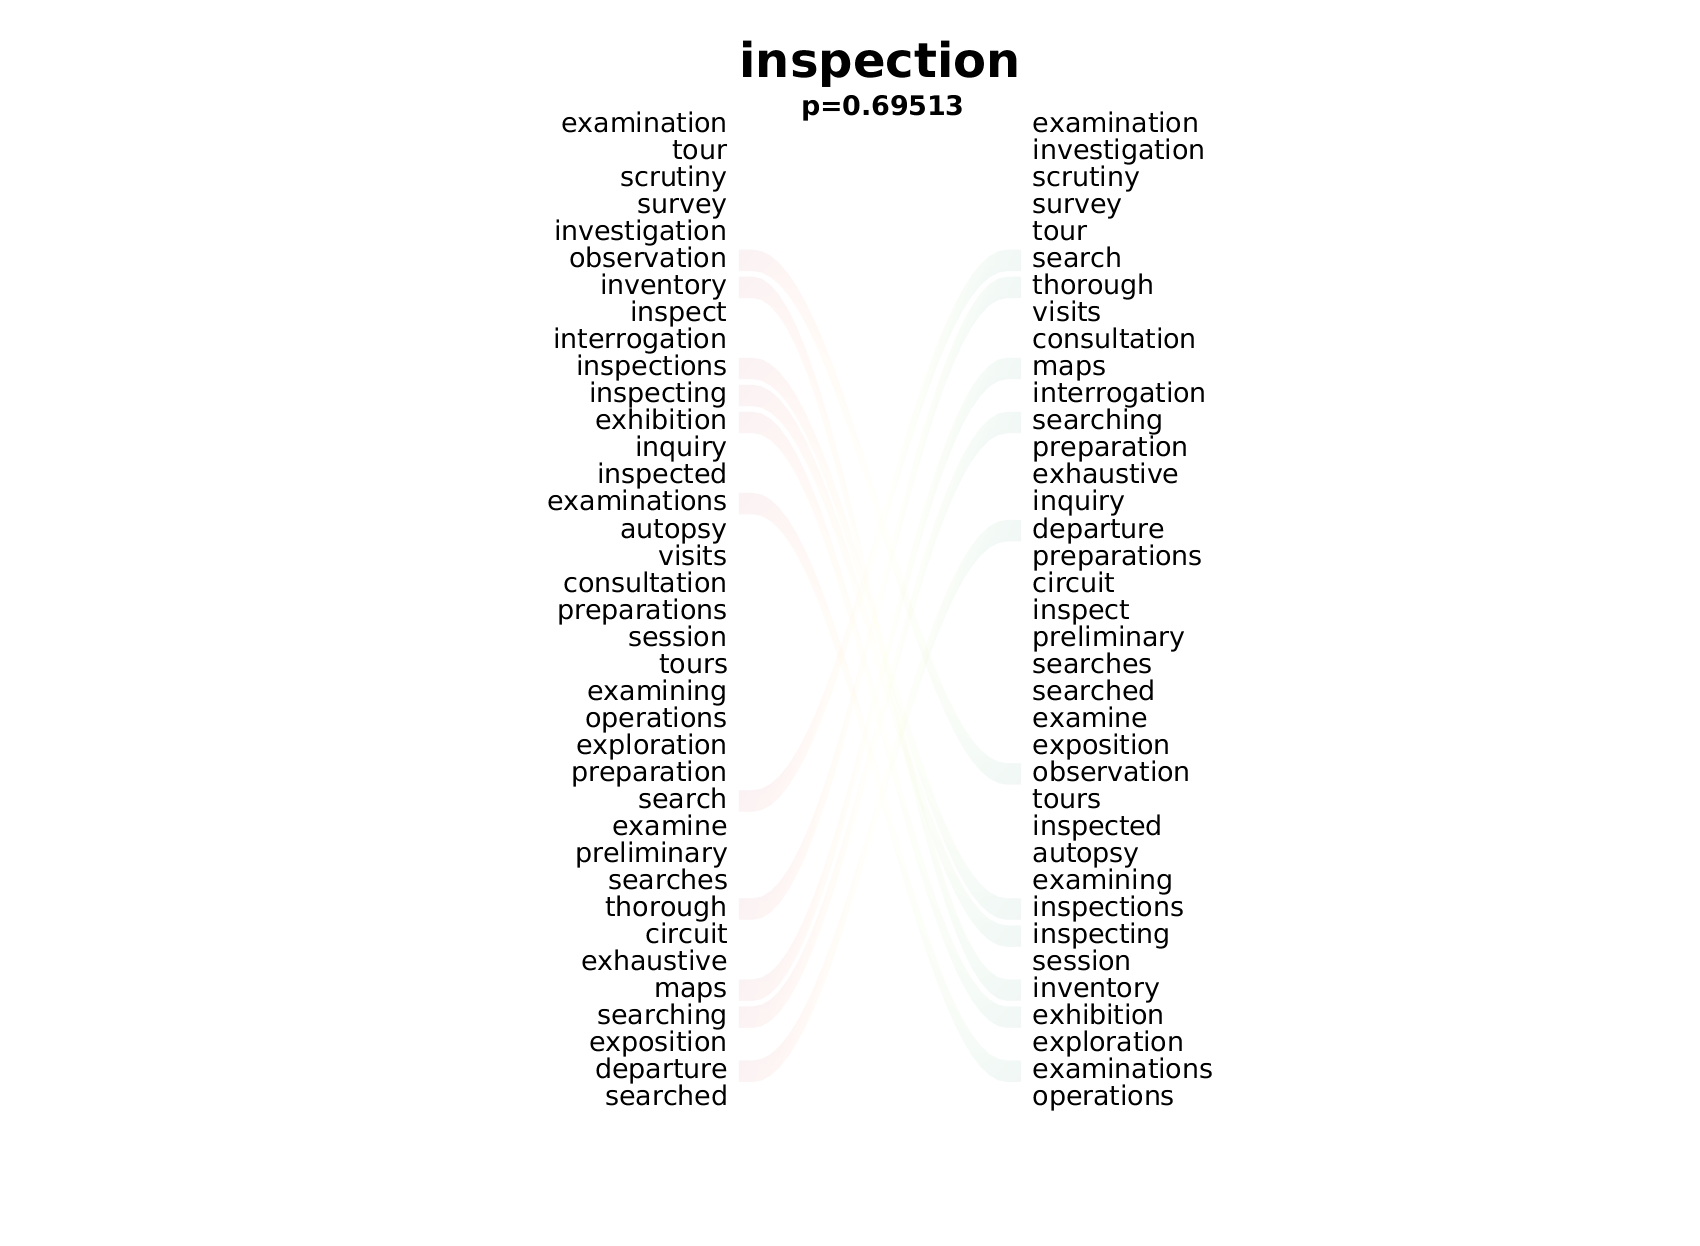 inspection
p=0.69513
examination examination
tour investigation
scrutiny scrutiny
survey survey
investigation tour
observation search
inventory thorough
inspect visits
interrogation consultation
inspections maps
inspecting interrogation
exhibition searching
inquiry preparation
inspected exhaustive
examinations inquiry
autopsy departure
visits preparations
consultation circuit
preparations inspect
session preliminary
tours searches
examining searched
operations examine
exploration exposition
preparation observation
search tours
examine inspected
preliminary autopsy
searches examining
thorough inspections
circuit inspecting
exhaustive session
maps inventory
searching exhibition
exposition exploration
departure examinations
searched operations